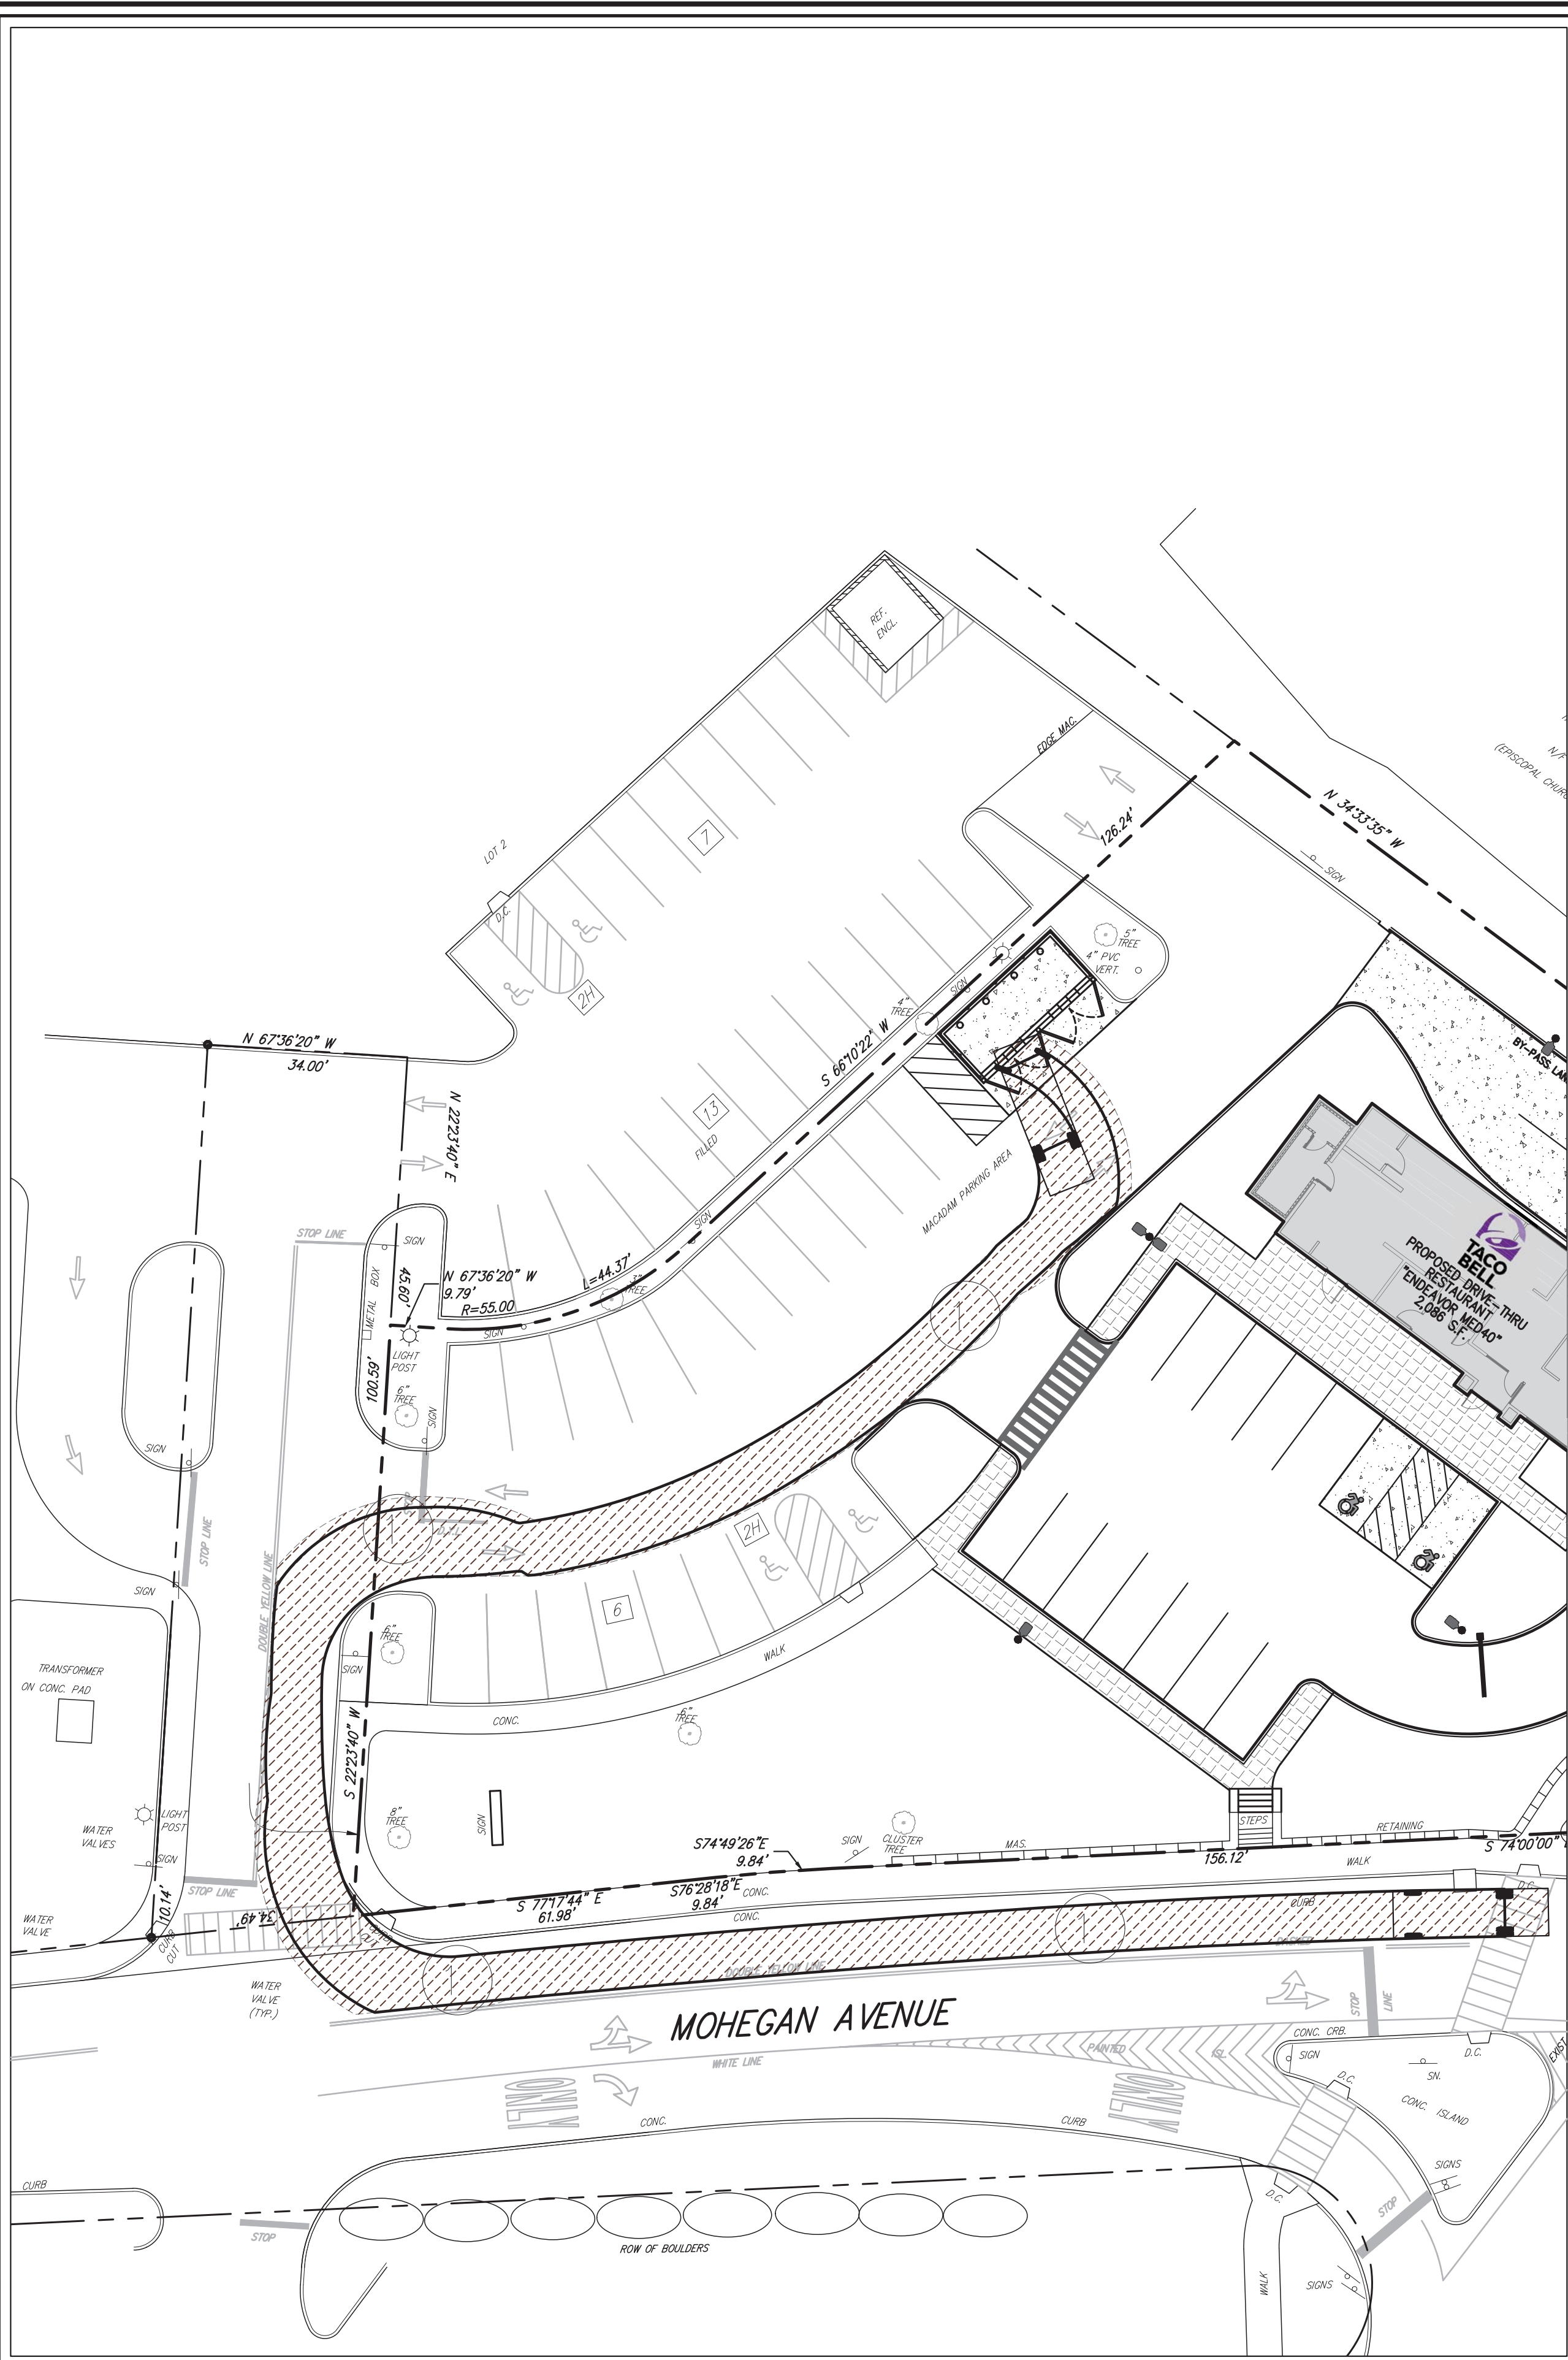 REF.
ENCL.
EDGE MAC.
N/F
(EPISCOPAL CHURC
N 34°33'35" W
126.24'
SIGN
7
LOT 2
D.C.
2H
5"
TREE
4" PVC
VERT.
SIGN
4"
TREE
S 66°10'22" W
N 67°36'20" W
34.00'
N 22°23'40" E
13
FILLED
BY-PASS LAN
MACADAM PARKING AREA
STOP LINE
SIGN
SIGN
TACO
BELL
PROPOSED DRIVE-THRU
RESTAURANT
"ENDEAVOR MED40"
2,086 S.F.
METAL BOX
45.60'
N 67°36'20" W
9.79'
L=44.37'
R=55.00
3"
TREE
SIGN
LIGHT
POST
100.59'
6"
TREE
SIGN
SIGN
STOP LINE
DOUBLE YELLOW LINE
D.Y.L.
2H
SIGN
6
6"
TREE
SIGN
WALK
TRANSFORMER
ON CONC. PAD
CONC.
6"
TREE
S 22°23'40" W
8"
TREE
SIGN
LIGHT
POST
WATER
VALVES
SIGN
S74°49'26"E
9.84'
SIGN
CLUSTER
TREE
MAS.
STEPS
RETAINING
156.12'
S 74°00'00"
WALK
STOP LINE
10.14'
34.49'
S 77°17'44" E
61.98'
S76°28'18"E
9.84'
CONC.
CONC.
CURB
D.C.
WATER
VALVE
CURB
CUT
DASHED
DOUBLE YELLOW LINE
WATER
VALVE
(TYP.)
MOHEGAN AVENUE
STOP
LINE
CONC. CRB.
SIGN
PAINTED
ISL.
WHITE LINE
D.C.
SN.
D.C.
EXIST
ONLY
ONLY
CONC.
CURB
CONC. ISLAND
SIGNS
CURB
D.C.
STOP
STOP
ROW OF BOULDERS
WALK
SIGNS